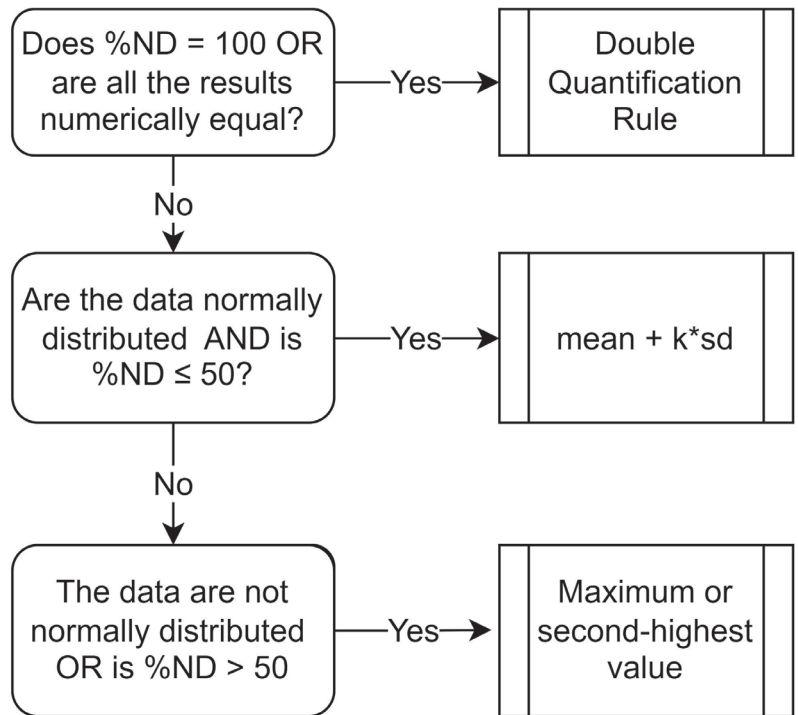 Does %ND = 100 OR
are all the results
numerically equal?
Yes
Double
Quantification
Rule
No
Are the data normally
distributed AND is
%ND ≤ 50?
Yes
mean + k*sd
No
The data are not
normally distributed
OR is %ND > 50
Yes
Maximum or
second-highest
value